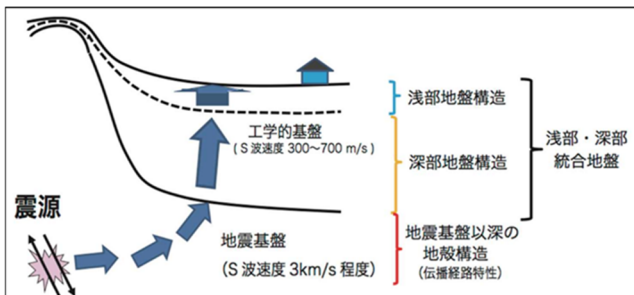 工学的基盤
(S 波速度 300～700 m/s)
震源
地震基盤
(S 波速度 3km/s 程度)
浅部地盤構造
深部地盤構造
地震基盤以深の
地殻構造
(伝播経路特性)
浅部・深部
統合地盤